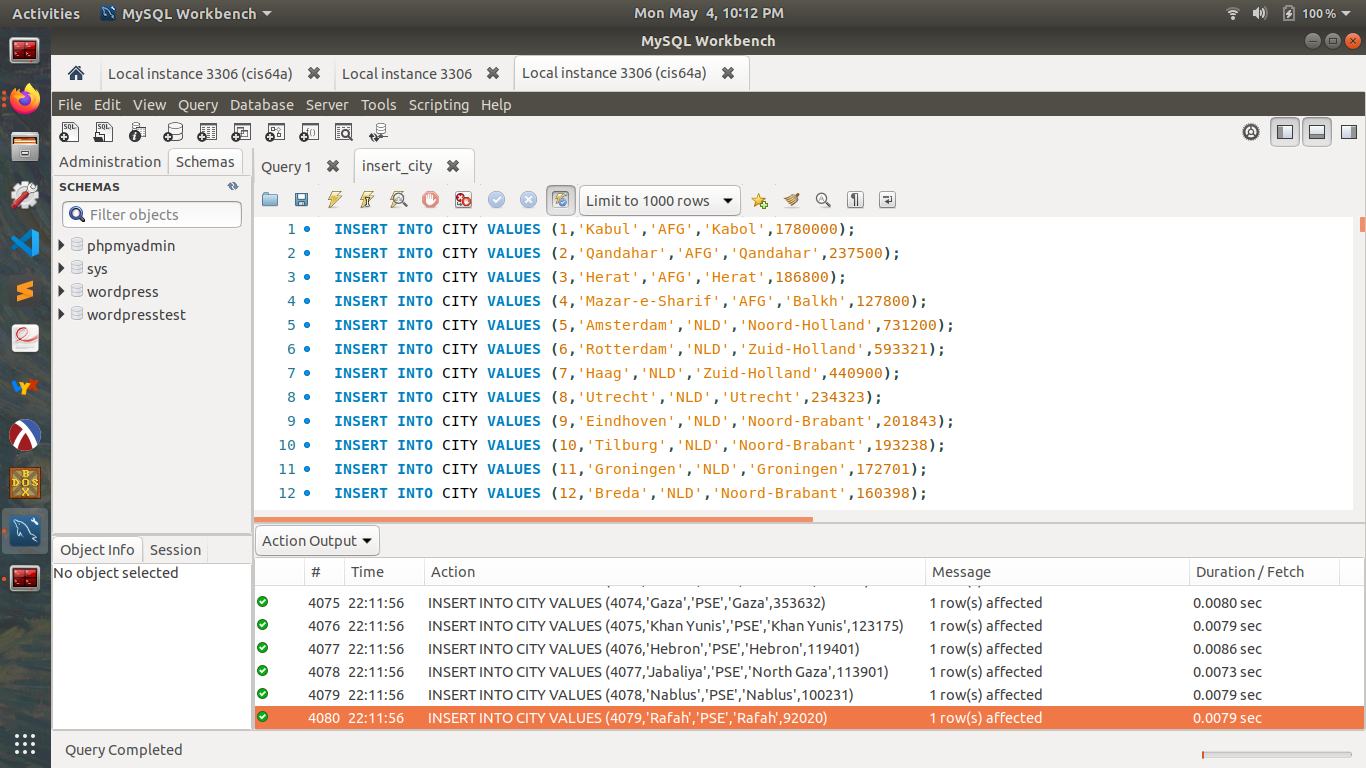 Activities MySQL Workbench Mon May 4, 10:12 PM 100%
MySQL Workbench
Local instance 3306 (cis64a) Local instance 3306 Local instance 3306 (cis64a)
File Edit View Query Database Server Tools Scripting Help
Administration Schemas
SCHEMAS
Filter objects
phpmyadmin
sys
wordpress
wordpresstest
Object Info Session
No object selected
Query 1 insert_city
Limit to 1000 rows
1 INSERT INTO CITY VALUES (1,'Kabul','AFG','Kabol',1780000);
2 INSERT INTO CITY VALUES (2,'Qandahar','AFG','Qandahar',237500);
3 INSERT INTO CITY VALUES (3,'Herat','AFG','Herat',186800);
4 INSERT INTO CITY VALUES (4,'Mazar-e-Sharif','AFG','Balkh',127800);
5 INSERT INTO CITY VALUES (5,'Amsterdam','NLD','Noord-Holland',731200);
6 INSERT INTO CITY VALUES (6,'Rotterdam','NLD','Zuid-Holland',593321);
7 INSERT INTO CITY VALUES (7,'Haag','NLD','Zuid-Holland',440900);
8 INSERT INTO CITY VALUES (8,'Utrecht','NLD','Utrecht',234323);
9 INSERT INTO CITY VALUES (9,'Eindhoven','NLD','Noord-Brabant',201843);
10 INSERT INTO CITY VALUES (10,'Tilburg','NLD','Noord-Brabant',193238);
11 INSERT INTO CITY VALUES (11,'Groningen','NLD','Groningen',172701);
12 INSERT INTO CITY VALUES (12,'Breda','NLD','Noord-Brabant',160398);
Action Output
# Time Action Message Duration / Fetch
4075 22:11:56 INSERT INTO CITY VALUES (4074,'Gaza','PSE','Gaza',353632) 1 row(s) affected 0.0080 sec
4076 22:11:56 INSERT INTO CITY VALUES (4075,'Khan Yunis','PSE','Khan Yunis',123175) 1 row(s) affected 0.0079 sec
4077 22:11:56 INSERT INTO CITY VALUES (4076,'Hebron','PSE','Hebron',119401) 1 row(s) affected 0.0086 sec
4078 22:11:56 INSERT INTO CITY VALUES (4077,'Jabaliya','PSE','North Gaza',113901) 1 row(s) affected 0.0073 sec
4079 22:11:56 INSERT INTO CITY VALUES (4078,'Nablus','PSE','Nablus',100231) 1 row(s) affected 0.0079 sec
4080 22:11:56 INSERT INTO CITY VALUES (4079,'Rafah','PSE','Rafah',92020) 1 row(s) affected 0.0079 sec
Query Completed